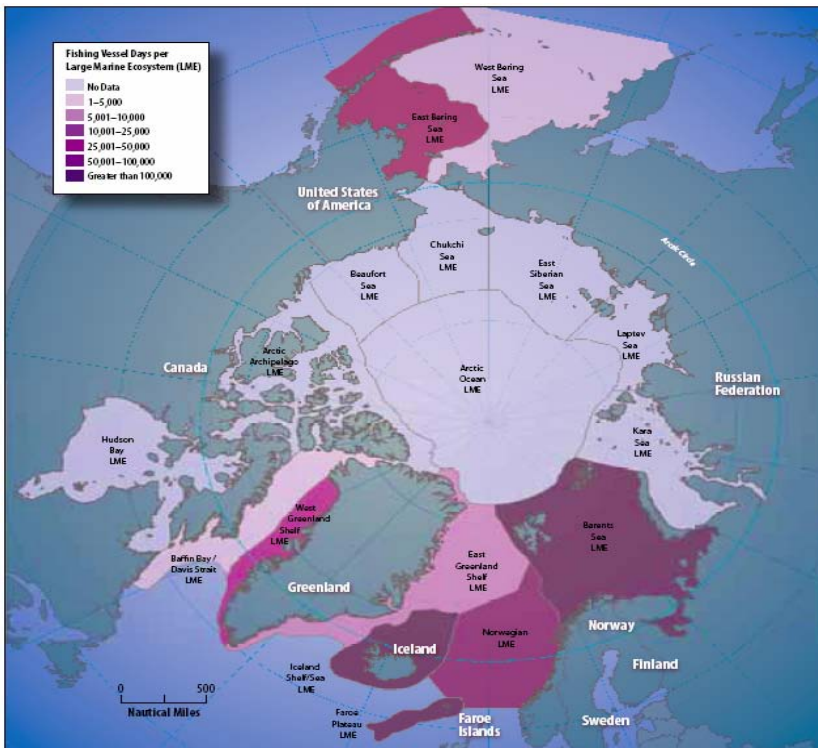 Fishing Vessel Days per
Large Marine Ecosystem (LME)
No Data
1–5,000
5,001–10,000
10,001–25,000
25,001–50,000
50,001–100,000
Greater than 100,000
West Bering
Sea
LME
East Bering
Sea
LME
United States
of America
Chukchi
Sea
LME
Beaufort
Sea
LME
East
Siberian
Sea
LME
Arctic Circle
Laptev
Sea
LME
Canada
Arctic
Archipelago
LME
Arctic
Ocean
LME
Russian
Federation
Hudson
Bay
LME
Kara
Sea
LME
West
Greenland
Shelf
LME
Barents
Sea
LME
Baffin Bay /
Davis Strait
LME
East
Greenland
Shelf
LME
Greenland
Norway
Iceland
Norwegian
LME
Finland
Iceland
Shelf/Sea
LME
0 500
Nautical Miles
Faroe
Plateau
LME
Faroe
Islands
Sweden